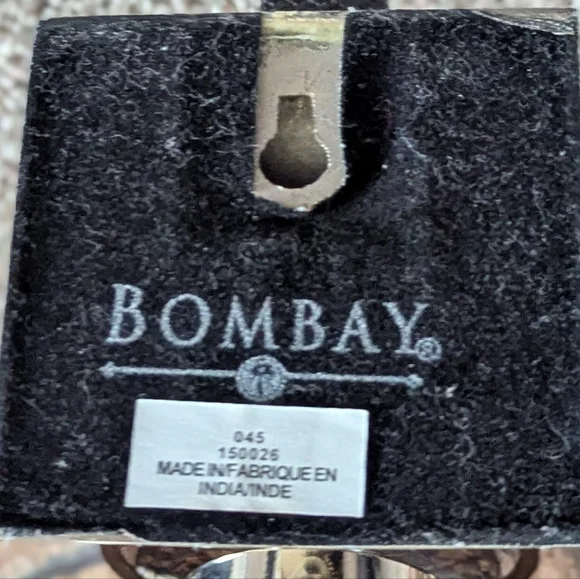 BOMBAY®
045
150026
MADE IN/FABRIQUE EN
INDIA/INDE